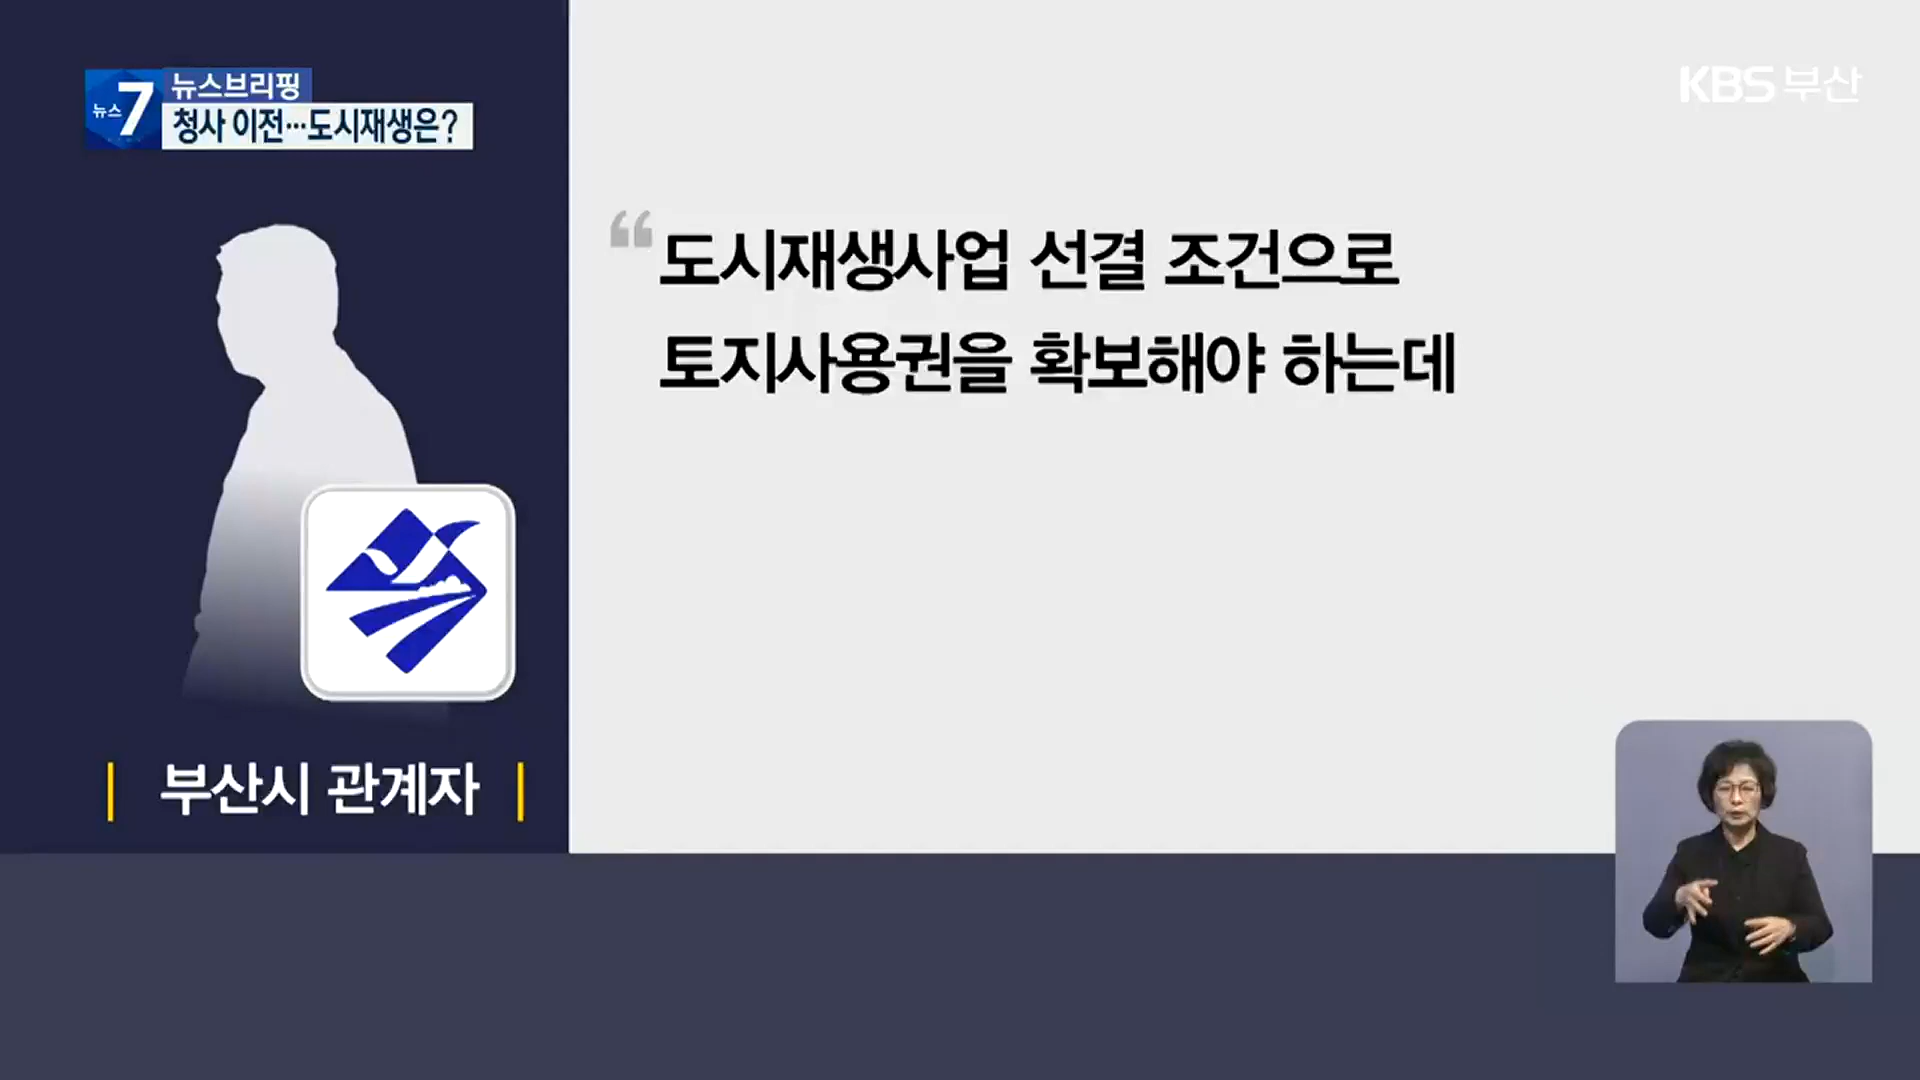 뉴스7
뉴스브리핑
청사 이전…도시재생은?
KBS 부산
“도시재생사업 선결 조건으로
토지사용권을 확보해야 하는데
부산시 관계자